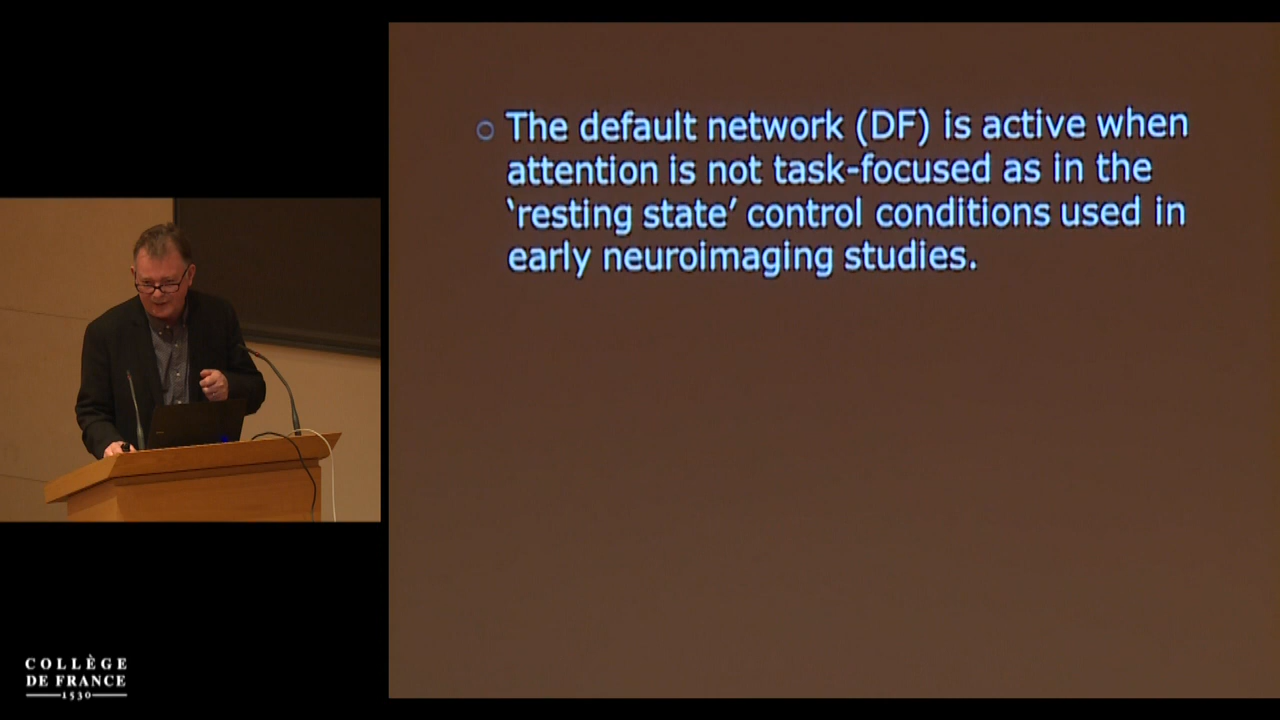 The default network (DF) is active when
attention is not task-focused as in the
‘resting state’ control conditions used in
early neuroimaging studies.
COLLÈGE
DE FRANCE
1530